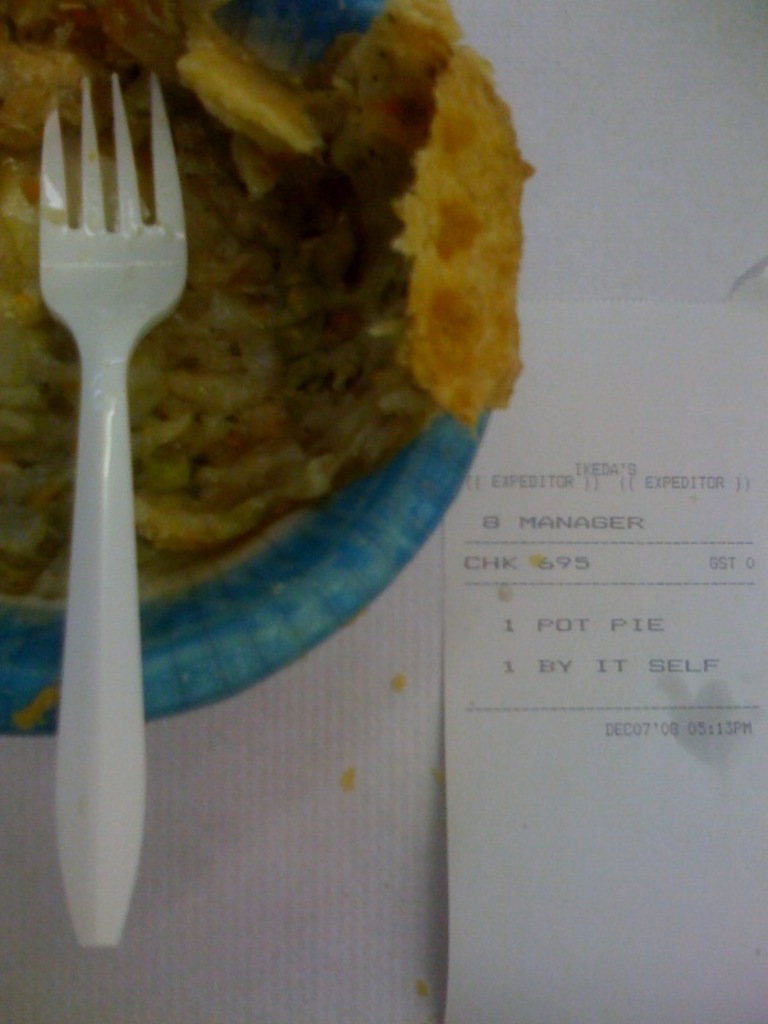 IKEDA'S
(( EXPEDITOR )) (( EXPEDITOR ))
8 MANAGER
CHK 695 GST 0
1 POT PIE
1 BY IT SELF
DEC07'08 05:13PM